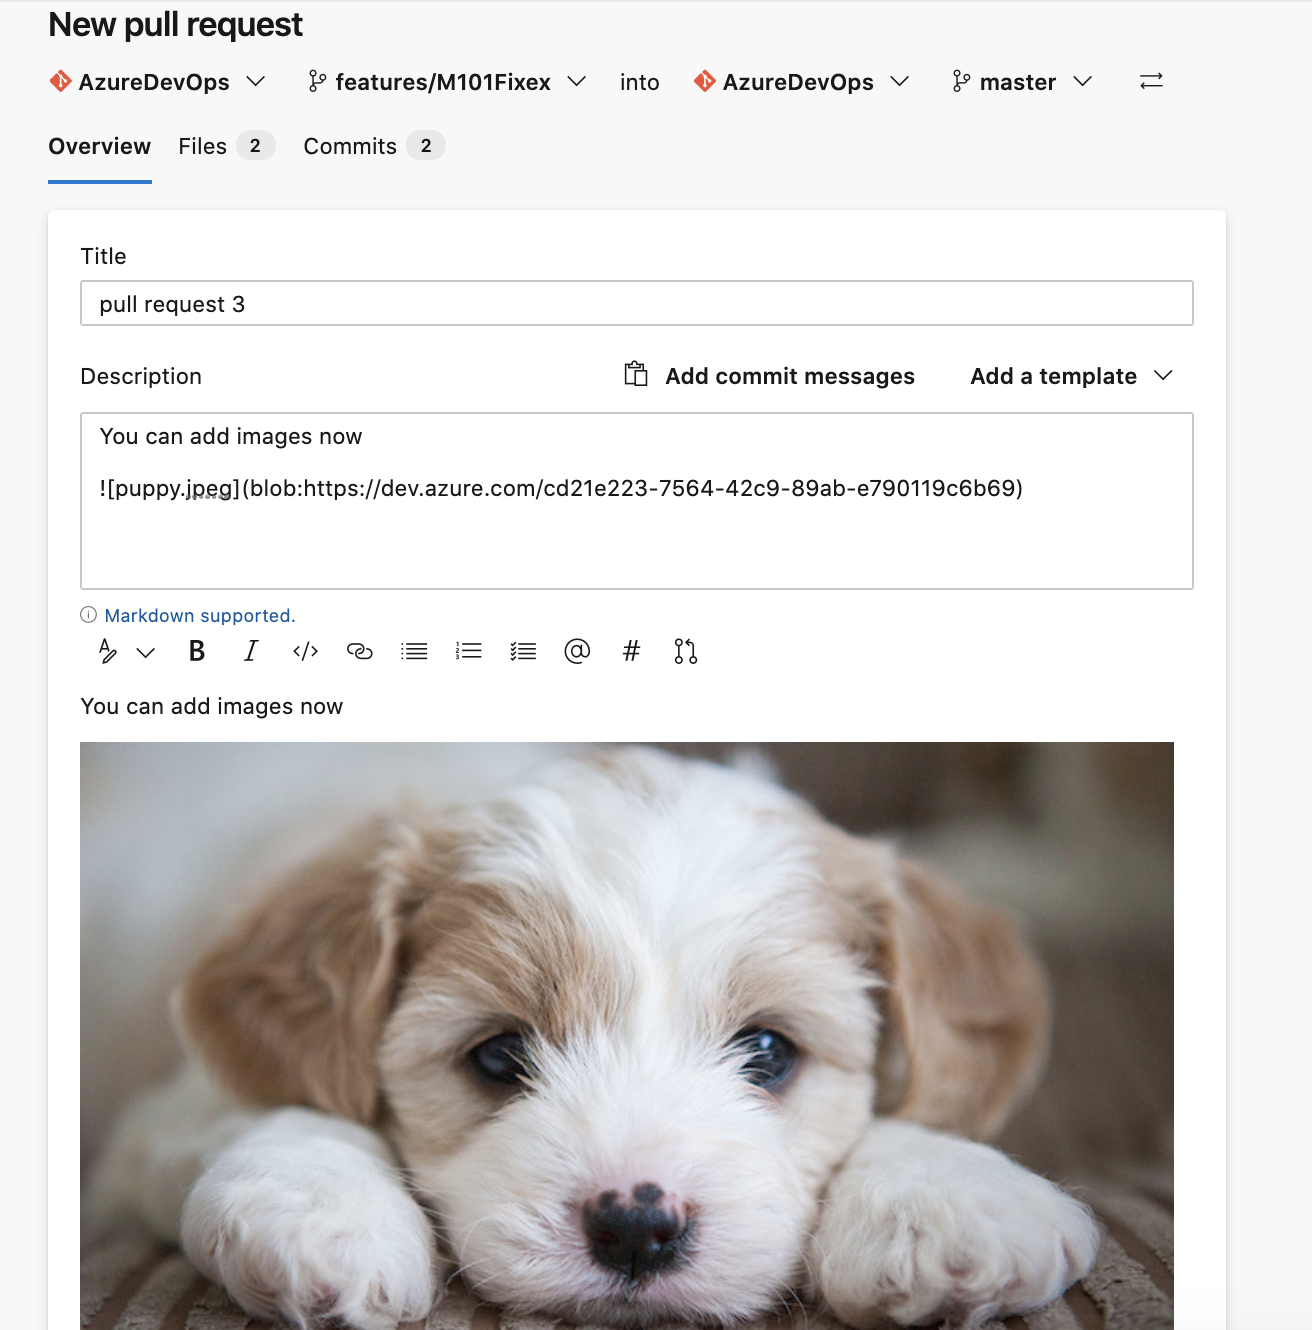 New pull request
AzureDevOps features/M101Fixex into AzureDevOps master
Overview Files 2 Commits 2
Title
pull request 3
Description Add commit messages Add a template
You can add images now
![puppy.jpeg](blob:https://dev.azure.com/cd21e223-7564-42c9-89ab-e790119c6b69)
Markdown supported.
B I </> @ #
You can add images now